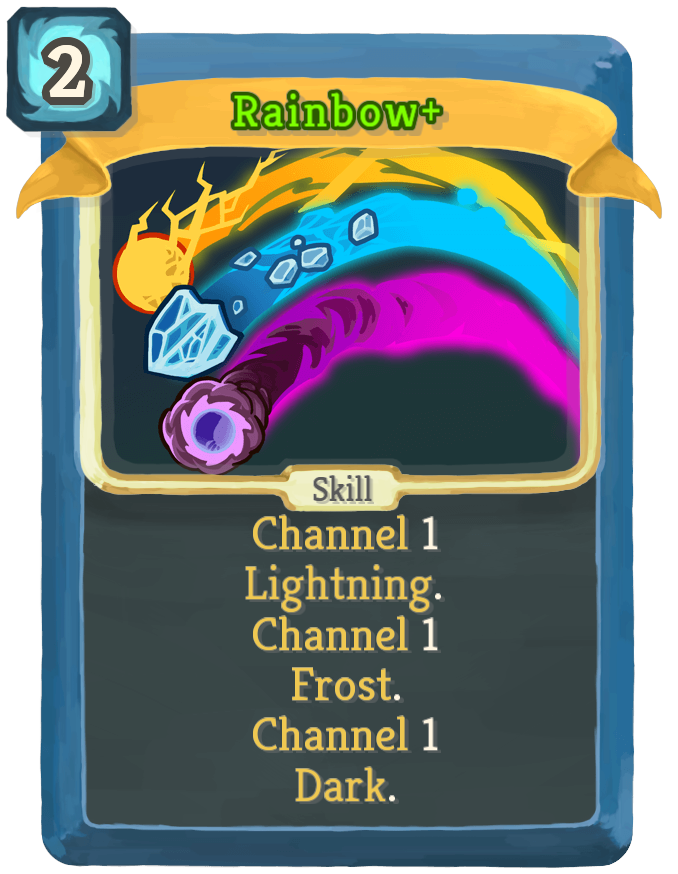 2
Rainbow+
Skill
Channel 1
Lightning.
Channel 1
Frost.
Channel 1
Dark.